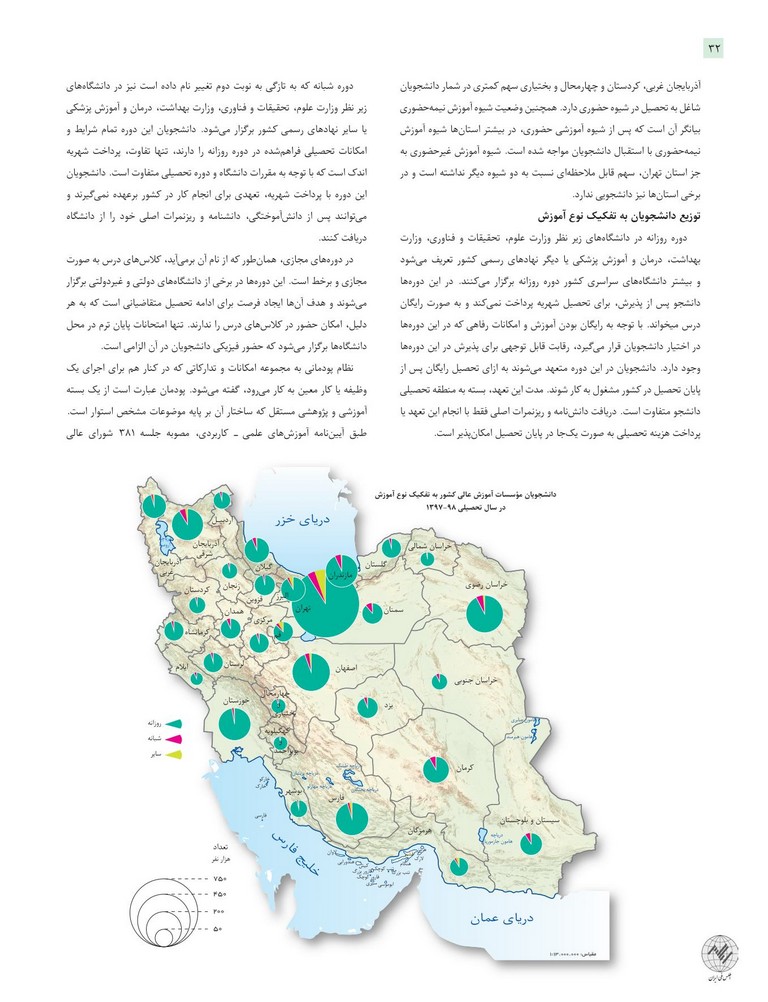 ۳۲
آذربایجان غربی، کردستان و چهارمحال و بختیاری سهم کمتری در شمار دانشجویان
شاغل به تحصیل در شیوه حضوری دارد. همچنین وضعیت شیوه آموزش نیمه‌حضوری
بیانگر آن است که پس از شیوه آموزشی حضوری، در بیشتر استان‌ها شیوه آموزش
نیمه‌حضوری با استقبال دانشجویان مواجه شده است. شیوه آموزش غیرحضوری به
جز استان تهران، سهم قابل ملاحظه‌ای نسبت به دو شیوه دیگر نداشته است و در
برخی استان‌ها نیز دانشجویی ندارد.
توزیع دانشجویان به تفکیک نوع آموزش
دوره روزانه در دانشگاه‌های زیر نظر وزارت علوم، تحقیقات و فناوری، وزارت
بهداشت، درمان و آموزش پزشکی یا دیگر نهادهای رسمی کشور تعریف می‌شود
و بیشتر دانشگاه‌های سراسری کشور دوره روزانه برگزار می‌کنند. در این دوره‌ها
دانشجو پس از پذیرش، برای تحصیل شهریه پرداخت نمی‌کند و به صورت رایگان
درس میخواند. با توجه به رایگان بودن آموزش و امکانات رفاهی که در این دوره‌ها
در اختیار دانشجویان قرار می‌گیرد، رقابت قابل توجهی برای پذیرش در این دوره‌ها
وجود دارد. دانشجویان در این دوره متعهد می‌شوند به ازای تحصیل رایگان پس از
پایان تحصیل در کشور مشغول به کار شوند. مدت این تعهد، بسته به منطقه تحصیلی
دانشجو متفاوت است. دریافت دانش‌نامه و ریزنمرات اصلی فقط با انجام این تعهد یا
پرداخت هزینه تحصیلی به صورت یک‌جا در پایان تحصیل امکان‌پذیر است.
دوره شبانه که به تازگی به نوبت دوم تغییر نام داده است نیز در دانشگاه‌های
زیر نظر وزارت علوم، تحقیقات و فناوری، وزارت بهداشت، درمان و آموزش پزشکی
یا سایر نهادهای رسمی کشور برگزار می‌شود. دانشجویان این دوره تمام شرایط و
امکانات تحصیلی فراهم‌شده در دوره روزانه را دارند، تنها تفاوت، پرداخت شهریه
اندک است که با توجه به مقررات دانشگاه و دوره تحصیلی متفاوت است. دانشجویان
این دوره با پرداخت شهریه، تعهدی برای انجام کار در کشور برعهده نمی‌گیرند و
می‌توانند پس از دانش‌آموختگی، دانشنامه و ریزنمرات اصلی خود را از دانشگاه
دریافت کنند.
در دوره‌های مجازی، همان‌طور که از نام آن برمی‌آید، کلاس‌های درس به صورت
مجازی و برخط است. این دوره‌ها در برخی از دانشگاه‌های دولتی و غیردولتی برگزار
می‌شوند و هدف آن‌ها ایجاد فرصت برای ادامه تحصیل متقاضیانی است که به هر
دلیل، امکان حضور در کلاس‌های درس را ندارند. تنها امتحانات پایان ترم در محل
دانشگاه‌ها برگزار می‌شود که حضور فیزیکی دانشجویان در آن الزامی است.
نظام پودمانی به مجموعه امکانات و تدارکاتی که در کنار هم برای اجرای یک
وظیفه یا کار معین به کار می‌رود، گفته می‌شود. پودمان عبارت است از یک بسته
آموزشی و پژوهشی مستقل که ساختار آن بر پایه موضوعات مشخص استوار است.
طبق آیین‌نامه آموزش‌های علمی ـ کاربردی، مصوبه جلسه ۳۸۱ شورای عالی
دانشجویان مؤسسات آموزش عالی کشور به تفکیک نوع آموزش
در سال تحصیلی ۹۸-۱۳۹۷
دریای خزر
اردبیل
آذربایجان
شرقی
آذربایجان
غربی
گیلان
زنجان
قزوین
البرز
تهران
مازندران
گلستان
خراسان شمالی
خراسان رضوی
سمنان
کردستان
همدان
مرکزی
قم
کرمانشاه
لرستان
ایلام
اصفهان
خراسان جنوبی
چهارمحال
بختیاری
خوزستان
یزد
کهگیلویه
بویراحمد
کرمان
فارس
بوشهر
هرمزگان
سیستان و بلوچستان
خلیج فارس
دریای عمان
روزانه
شبانه
سایر
تعداد
هزار نفر
۷۵۰
۴۵۰
۲۰۰
۵۰
مقیاس: ۱:۱۳.۰۰۰.۰۰۰